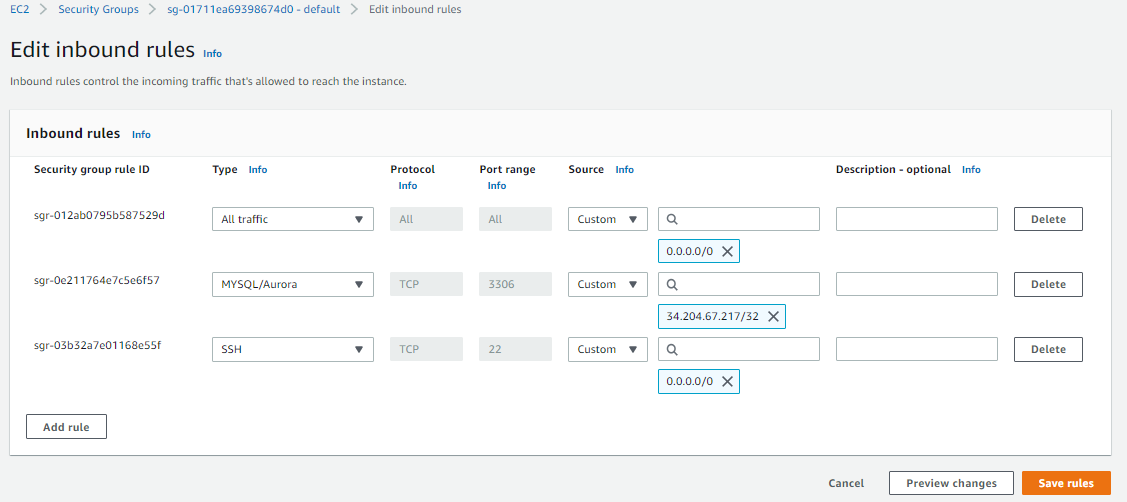 EC2 > Security Groups > sg-01711ea69398674d0 - default > Edit inbound rules
Edit inbound rules Info
Inbound rules control the incoming traffic that's allowed to reach the instance.
Inbound rules Info
Security group rule ID Type Info Protocol Info Port range Info Source Info Description - optional Info
sgr-012ab0795b587529d All traffic All All Custom Delete
0.0.0.0/0
sgr-0e211764e7c5e6f57 MYSQL/Aurora TCP 3306 Custom Delete
34.204.67.217/32
sgr-03b32a7e01168e55f SSH TCP 22 Custom Delete
0.0.0.0/0
Add rule
Cancel Preview changes Save rules